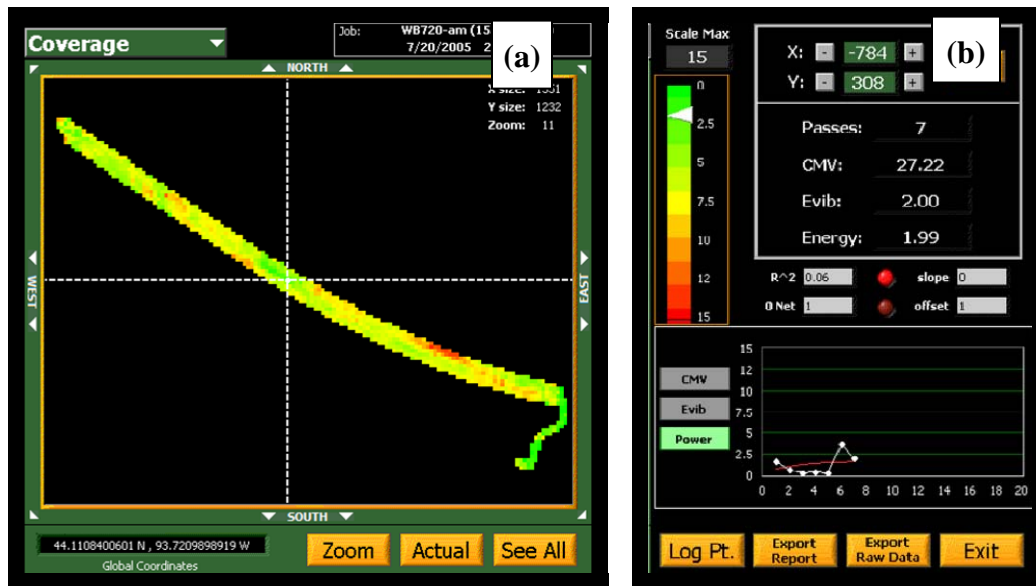 Coverage
Job: WB720-am (15
7/20/2005 2
(a)
NORTH
Y size: 1232
Zoom: 11
WEST
EAST
SOUTH
44.1108400601 N , 93.7209898919 W
Global Coordinates
Zoom
Actual
See All
Scale Max
15
0
2.5
5
7.5
10
12
15
X: - -784 +
Y: - 308 +
(b)
Passes: 7
CMV: 27.22
Evib: 2.00
Energy: 1.99
R^2 0.06 slope 0
0 Net 1 offset 1
CMV
Evib
Power
15
12
10
7.5
5
2.5
0
0 2 4 6 8 10 12 14 16 18 20
Log Pt.
Export
Report
Export
Raw Data
Exit